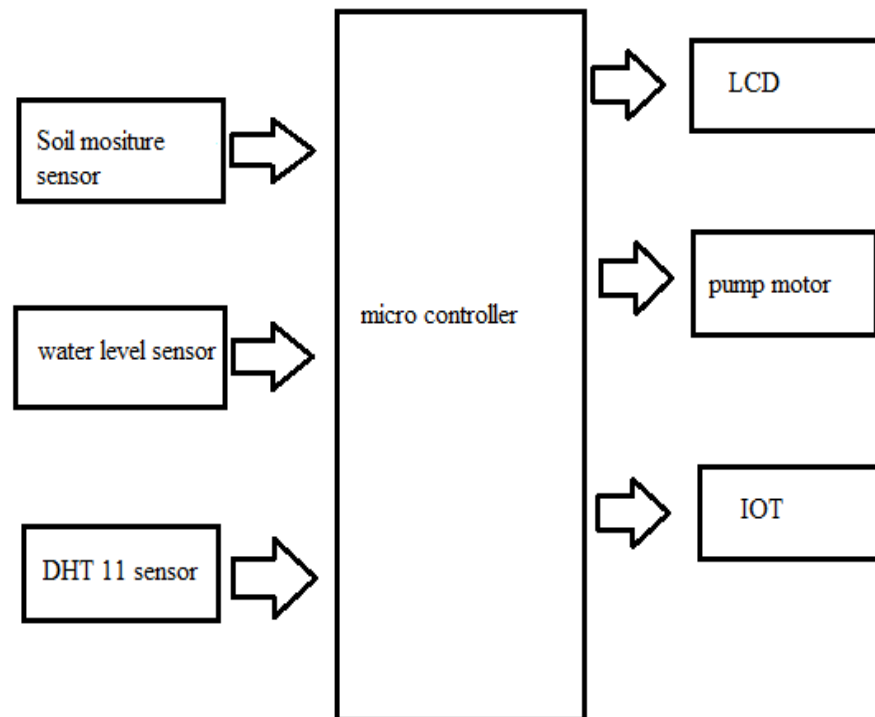 Soil mositure
sensor
water level sensor
DHT 11 sensor
micro controller
LCD
pump motor
IOT